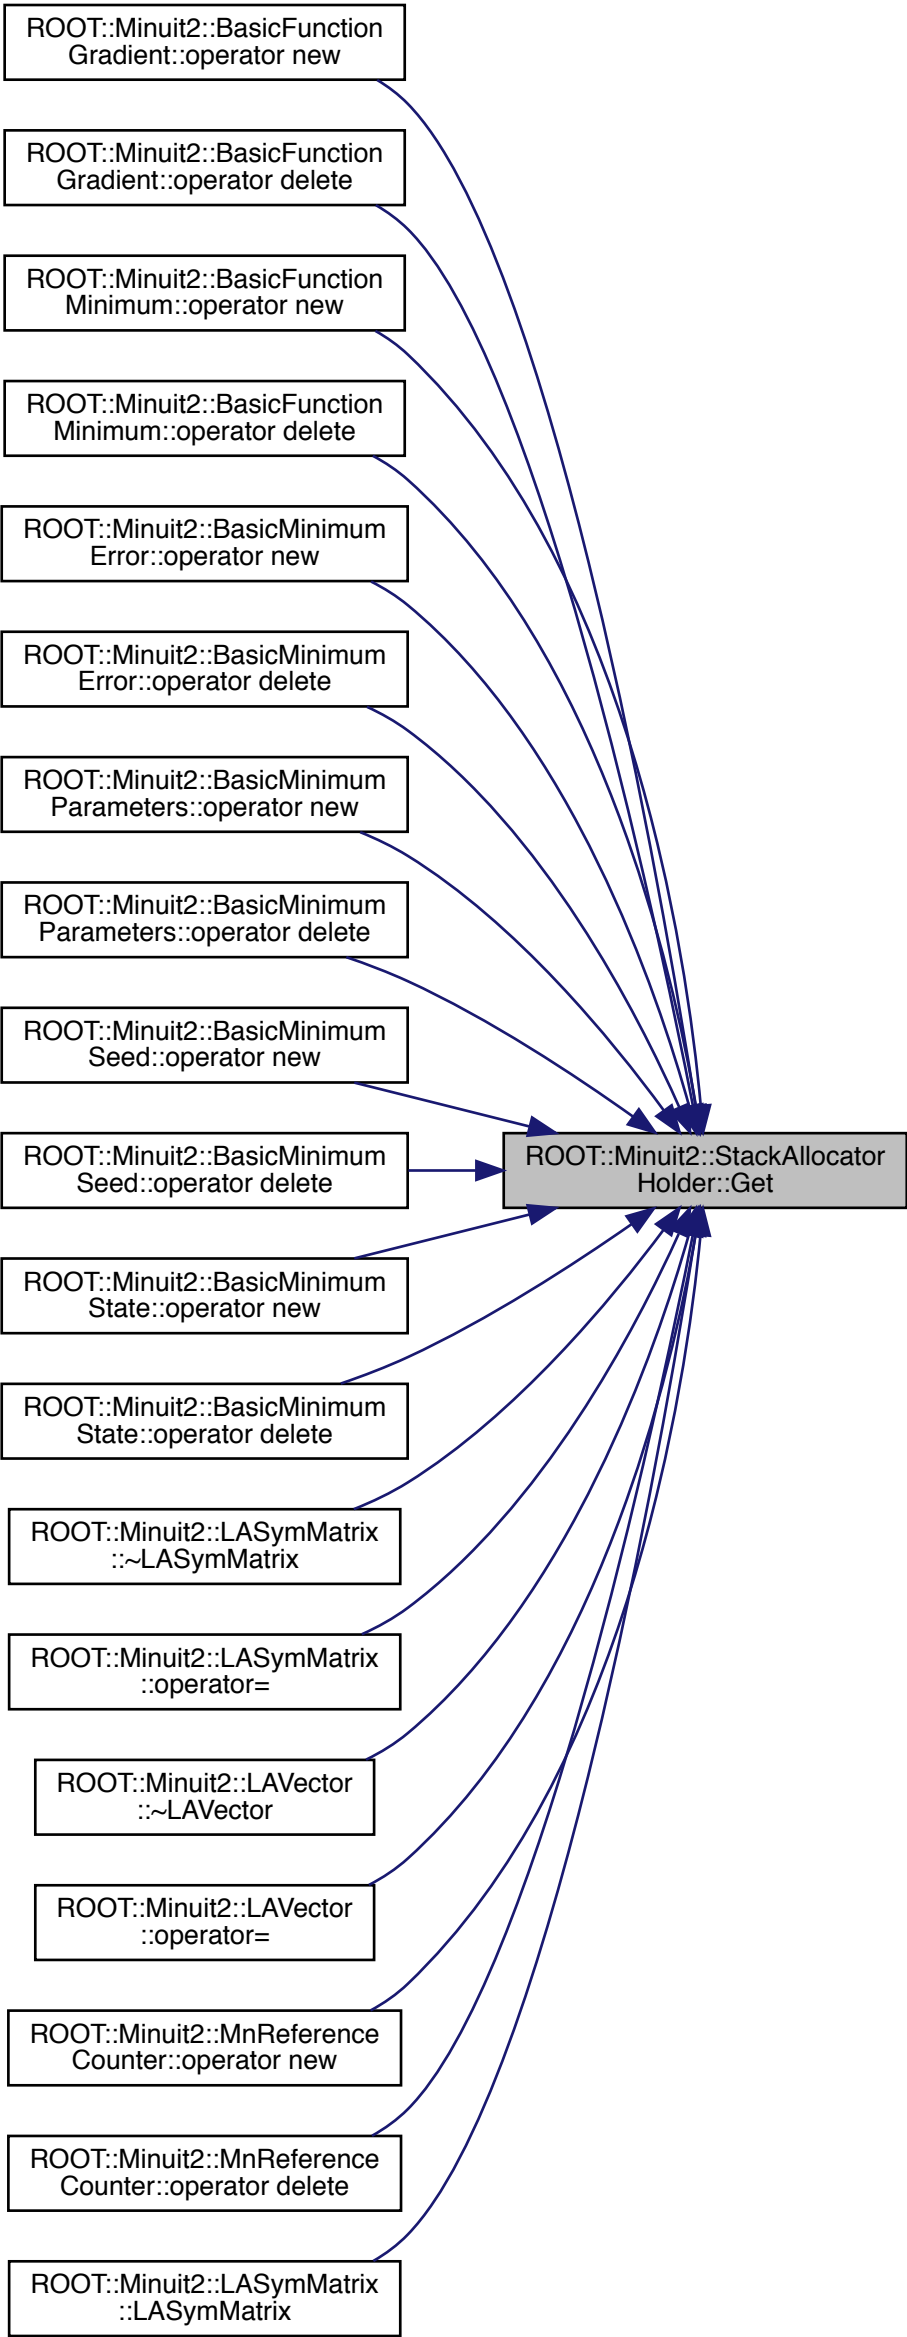 ROOT::Minuit2::BasicFunction
Gradient::operator new
ROOT::Minuit2::BasicFunction
Gradient::operator delete
ROOT::Minuit2::BasicFunction
Minimum::operator new
ROOT::Minuit2::BasicFunction
Minimum::operator delete
ROOT::Minuit2::BasicMinimum
Error::operator new
ROOT::Minuit2::BasicMinimum
Error::operator delete
ROOT::Minuit2::BasicMinimum
Parameters::operator new
ROOT::Minuit2::BasicMinimum
Parameters::operator delete
ROOT::Minuit2::BasicMinimum
Seed::operator new
ROOT::Minuit2::BasicMinimum
Seed::operator delete
ROOT::Minuit2::StackAllocator
Holder::Get
ROOT::Minuit2::BasicMinimum
State::operator new
ROOT::Minuit2::BasicMinimum
State::operator delete
ROOT::Minuit2::LASymMatrix
::~LASymMatrix
ROOT::Minuit2::LASymMatrix
::operator=
ROOT::Minuit2::LAVector
::~LAVector
ROOT::Minuit2::LAVector
::operator=
ROOT::Minuit2::MnReference
Counter::operator new
ROOT::Minuit2::MnReference
Counter::operator delete
ROOT::Minuit2::LASymMatrix
::LASymMatrix